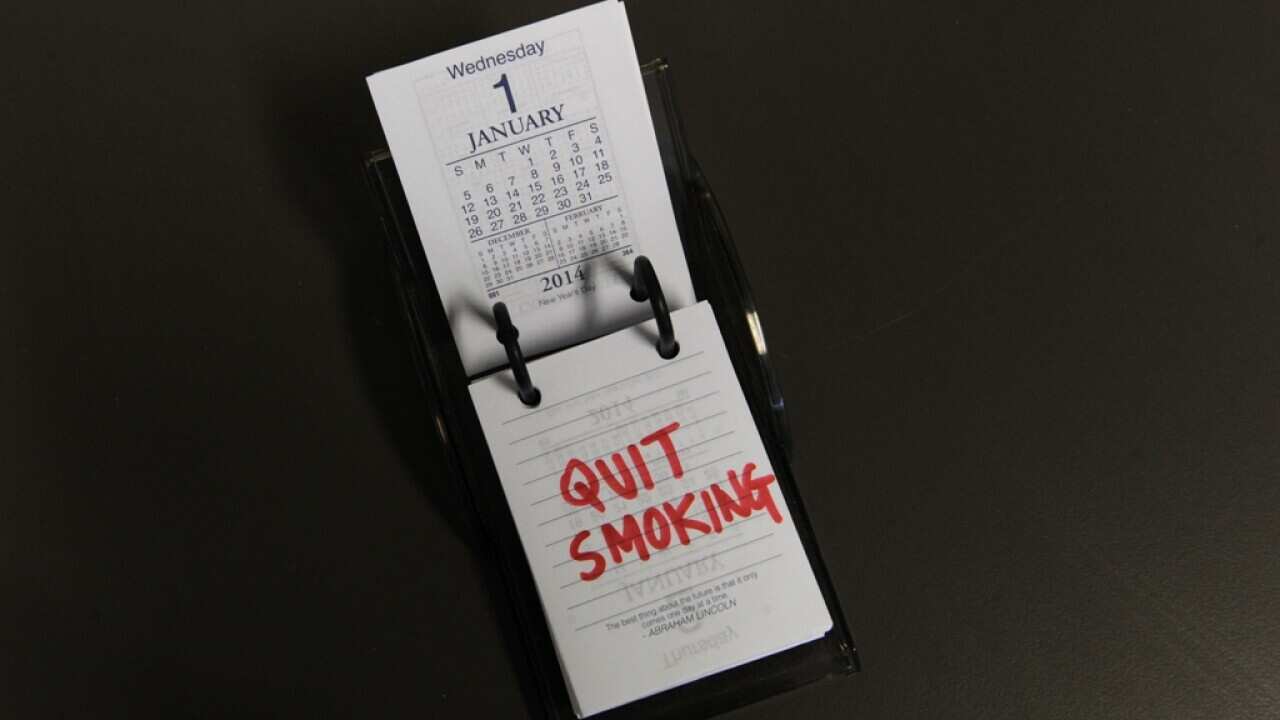 Wednesday
1
JANUARY
S M T W T F S
1 2 3 4
5 6 7 8 9 10 11
12 13 14 15 16 17 18
19 20 21 22 23 24 25
26 27 28 29 30 31
DECEMBER FEBRUARY
001 364
2014
New Year's Day
QUIT
SMOKING
The best thing about the future is that it only
comes one day at a time.
- ABRAHAM LINCOLN